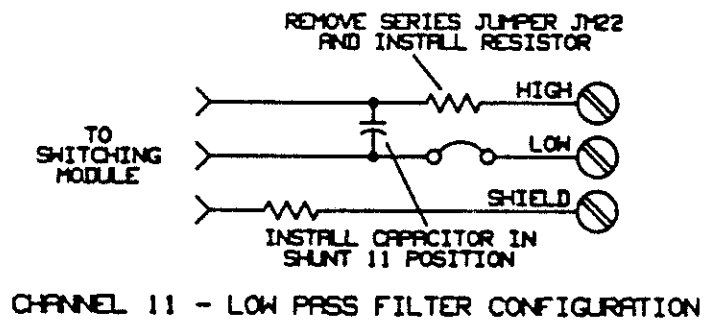 REMOVE SERIES JUMPER JM22
AND INSTALL RESISTOR
HIGH
TO
SWITCHING
MODULE
LOW
SHIELD
INSTALL CAPACITOR IN
SHUNT 11 POSITION
CHANNEL 11 - LOW PASS FILTER CONFIGURATION